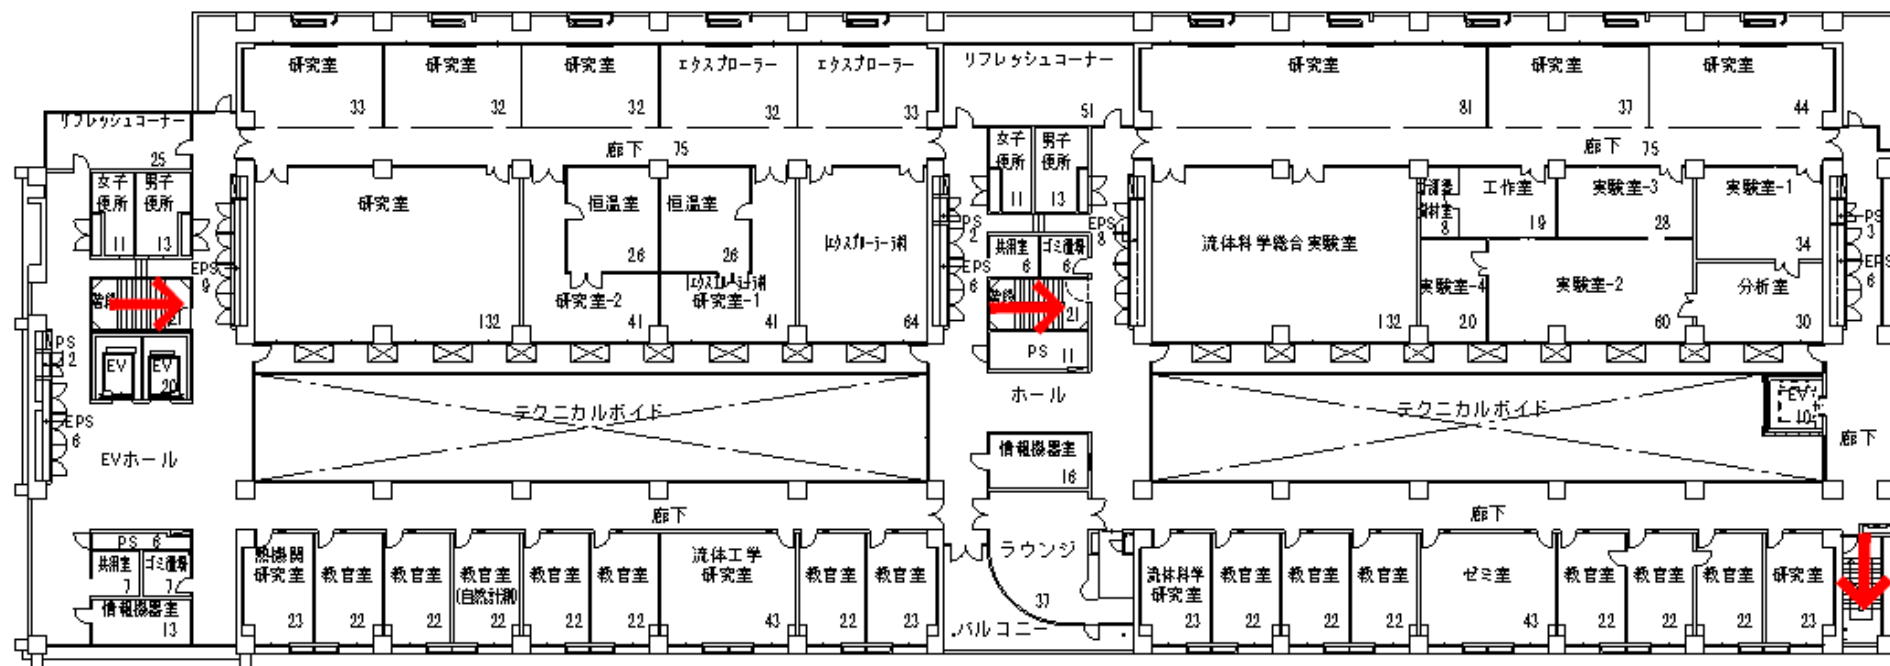 研究室
33
研究室
32
研究室
32
エクスプローラー
32
エクスプローラー
33
リフレッシュコーナー
51
研究室
81
研究室
37
研究室
44
リフレッシュコーナー
25
廊下 75
廊下 75
女子
便所
11
男子
便所
13
女子
便所
11
男子
便所
13
研究室
132
恒温室
26
恒温室
26
研究室-2
41
研究室-1
41
64
PS
2
EPS
6
EPS
8
EPS
9
共用室
6
ゴミ置場
6
階段
21
階段
21
PS 11
流体科学総合実験室
132
8
工作室
19
実験室-3
28
実験室-1
34
実験室-4
20
実験室-2
60
分析室
30
PS
3
EPS
6
PS
12
EV
EV
20
EPS
6
EVホール
テクニカルボイド
ホール
テクニカルボイド
EV
10
廊下
情報機器室
16
廊下
廊下
PS 6
共用室
7
ゴミ置場
7
情報機器室
13
熱機関
研究室
23
教官室
22
教官室
22
教官室
(自然計測)
22
教官室
22
教官室
22
流体工学
研究室
43
教官室
22
教官室
23
ラウンジ
37
バルコニー
流体科学
研究室
23
教官室
22
教官室
22
教官室
22
ゼミ室
43
教官室
22
教官室
22
教官室
22
研究室
23